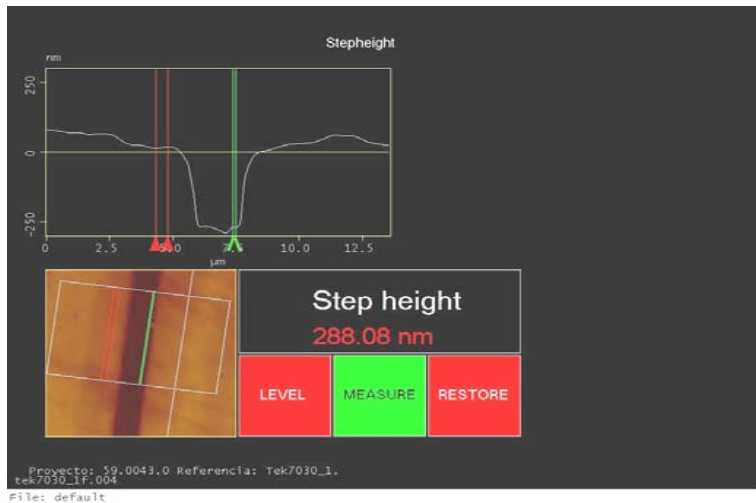 Stepheight
nm
250
0
-250
0 2.5 5.0 7.5 10.0 12.5
µm
Step height
288.08 nm
LEVEL MEASURE RESTORE
Proyecto: 59.0043.0 Referencia: Tek7030_1.
tek7030_1f.004
File: default